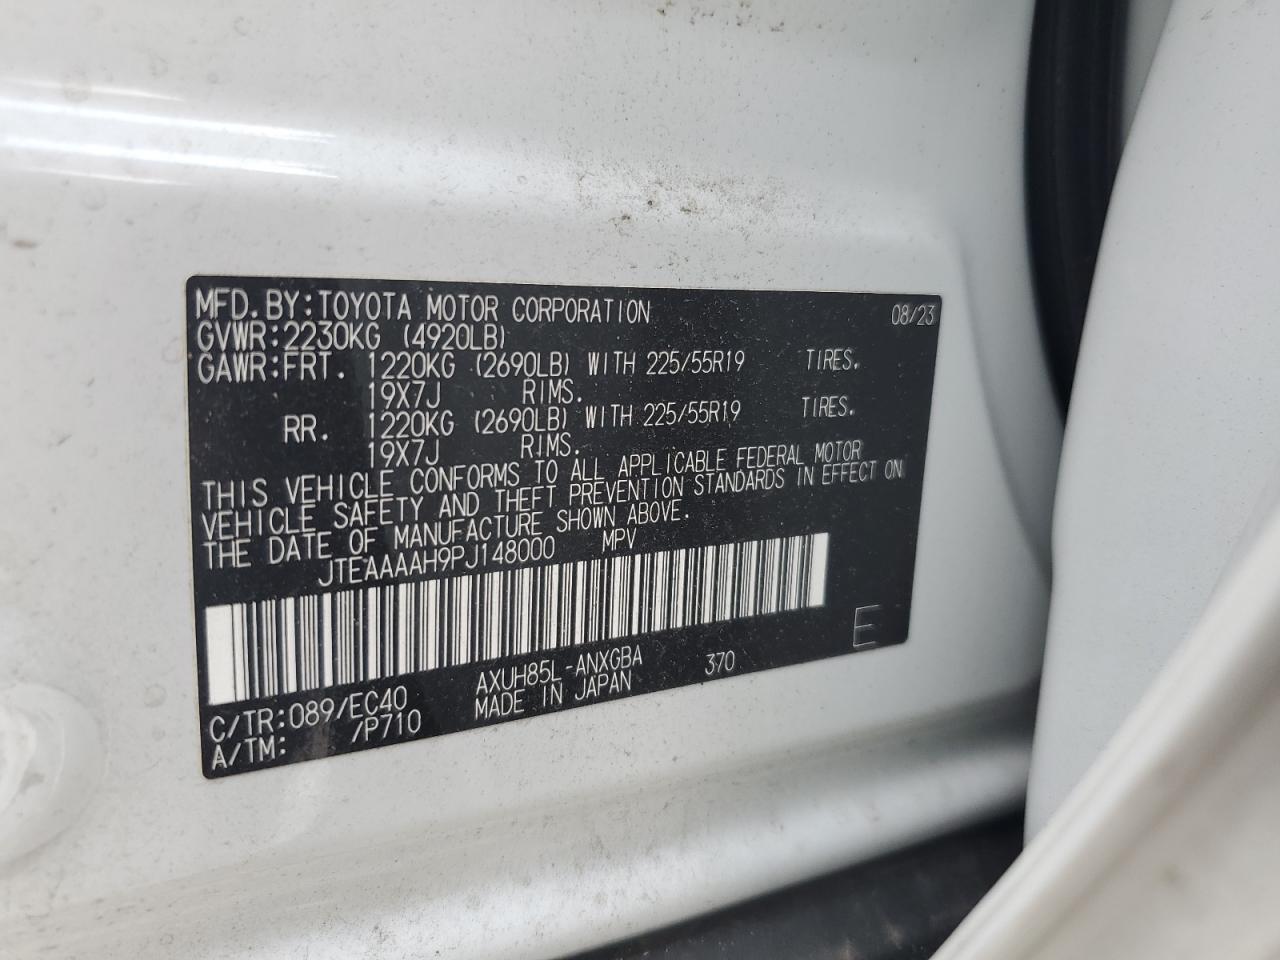 MFD. BY: TOYOTA MOTOR CORPORATION 08/23
GVWR: 2230KG (4920LB)
GAWR: FRT. 1220KG (2690LB) WITH 225/55R19 TIRES.
19X7J RIMS.
RR. 1220KG (2690LB) WITH 225/55R19 TIRES.
19X7J RIMS.
THIS VEHICLE CONFORMS TO ALL APPLICABLE FEDERAL MOTOR
VEHICLE SAFETY AND THEFT PREVENTION STANDARDS IN EFFECT ON
THE DATE OF MANUFACTURE SHOWN ABOVE.
JTEAAAAH9PJ148000 MPV
E
C/TR: 089/EC40 AXUH85L-ANXGBA 370
A/TM: /P710 MADE IN JAPAN